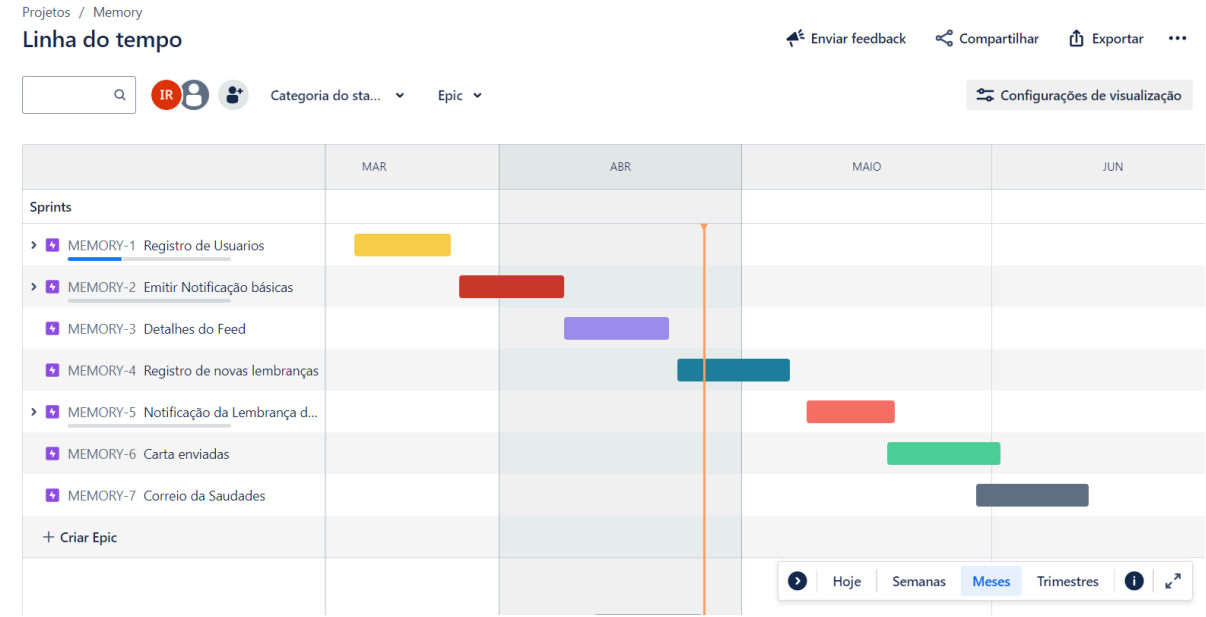 Projetos / Memory
Linha do tempo
Enviar feedback
Compartilhar
Exportar
IR
Categoria do sta...
Epic
Configurações de visualização
MAR
ABR
MAIO
JUN
Sprints
MEMORY-1 Registro de Usuarios
MEMORY-2 Emitir Notificação básicas
MEMORY-3 Detalhes do Feed
MEMORY-4 Registro de novas lembranças
MEMORY-5 Notificação da Lembrança d...
MEMORY-6 Carta enviadas
MEMORY-7 Correio da Saudades
+ Criar Epic
Hoje
Semanas
Meses
Trimestres